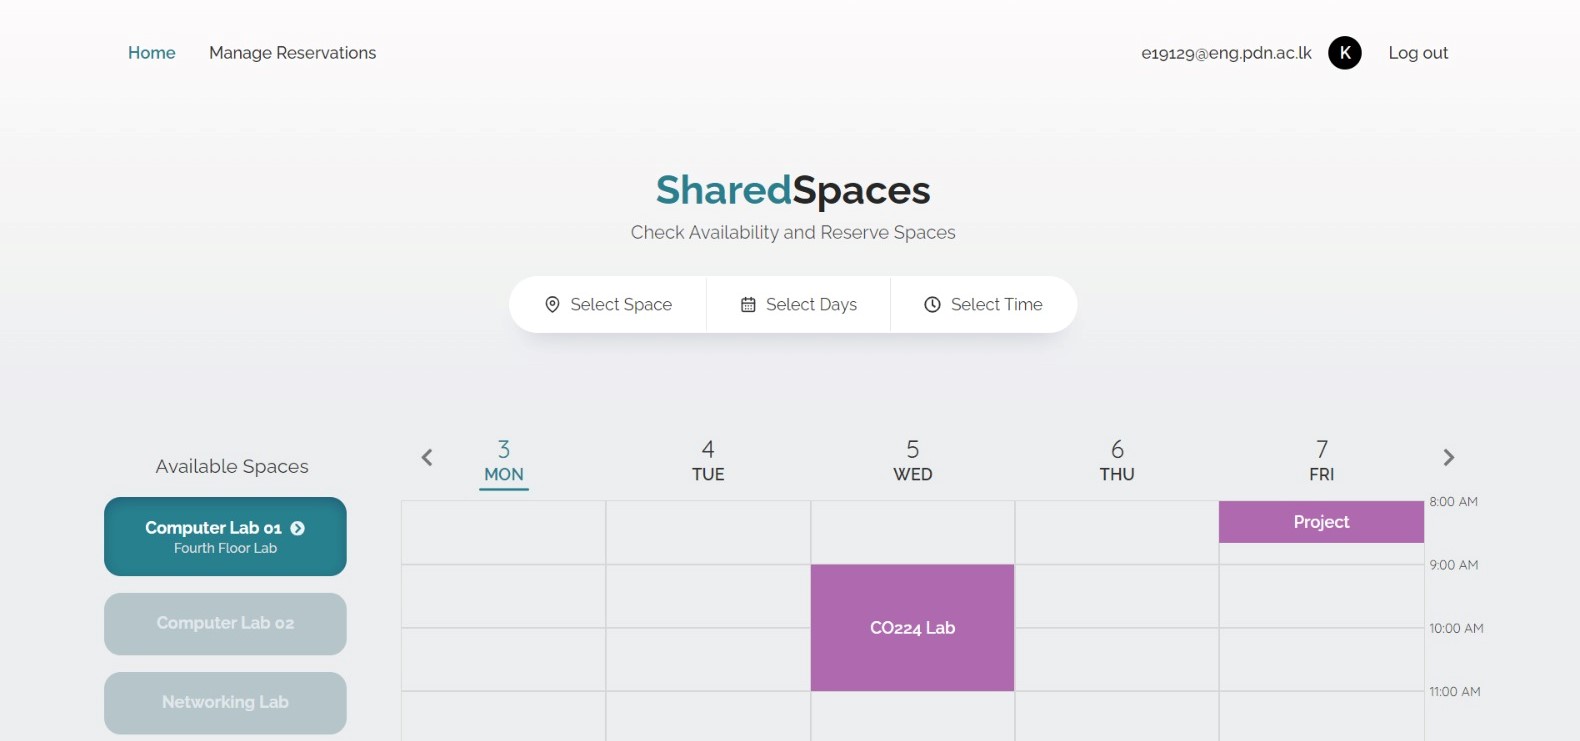 Home Manage Reservations e19129@eng.pdn.ac.lk K Log out
SharedSpaces
Check Availability and Reserve Spaces
Select Space Select Days Select Time
Available Spaces
Computer Lab 01
Fourth Floor Lab
Computer Lab 02
Networking Lab
3 4 5 6 7
MON TUE WED THU FRI
8:00 AM
Project
9:00 AM
CO224 Lab
10:00 AM
11:00 AM